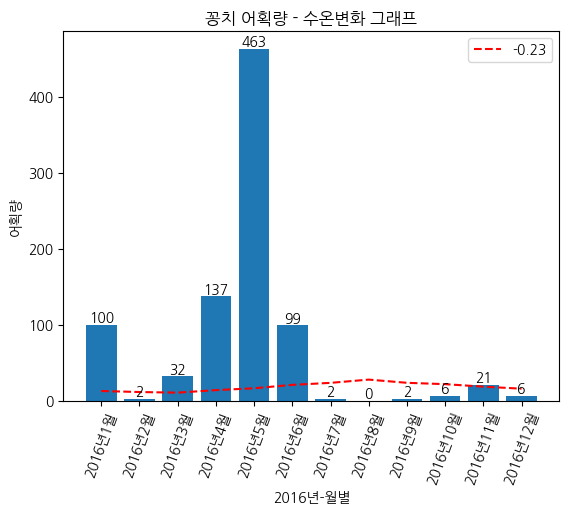 꽁치 어획량 - 수온변화 그래프
-0.23
어획량
400
300
200
100
0
100
2
32
137
463
99
2
0
2
6
21
6
2016년1월
2016년2월
2016년3월
2016년4월
2016년5월
2016년6월
2016년7월
2016년8월
2016년9월
2016년10월
2016년11월
2016년12월
2016년-월별